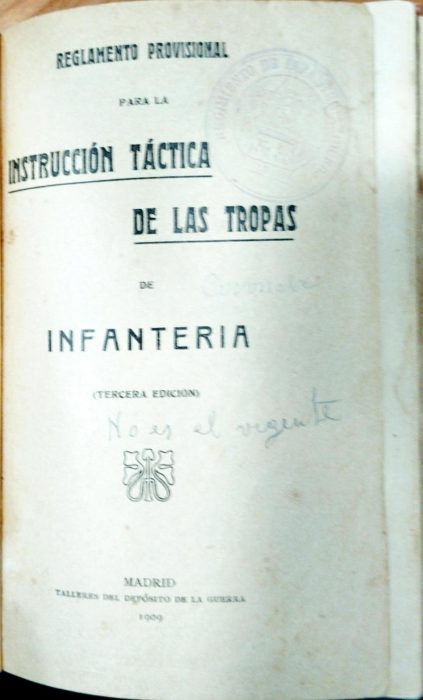 REGLAMENTO PROVISIONAL
PARA LA
INSTRUCCIÓN TÁCTICA
DE LAS TROPAS
DE
INFANTERIA
(TERCERA EDICIÓN)
No es el vigente
MADRID
TALLERES DEL DEPÓSITO DE LA GUERRA
1909